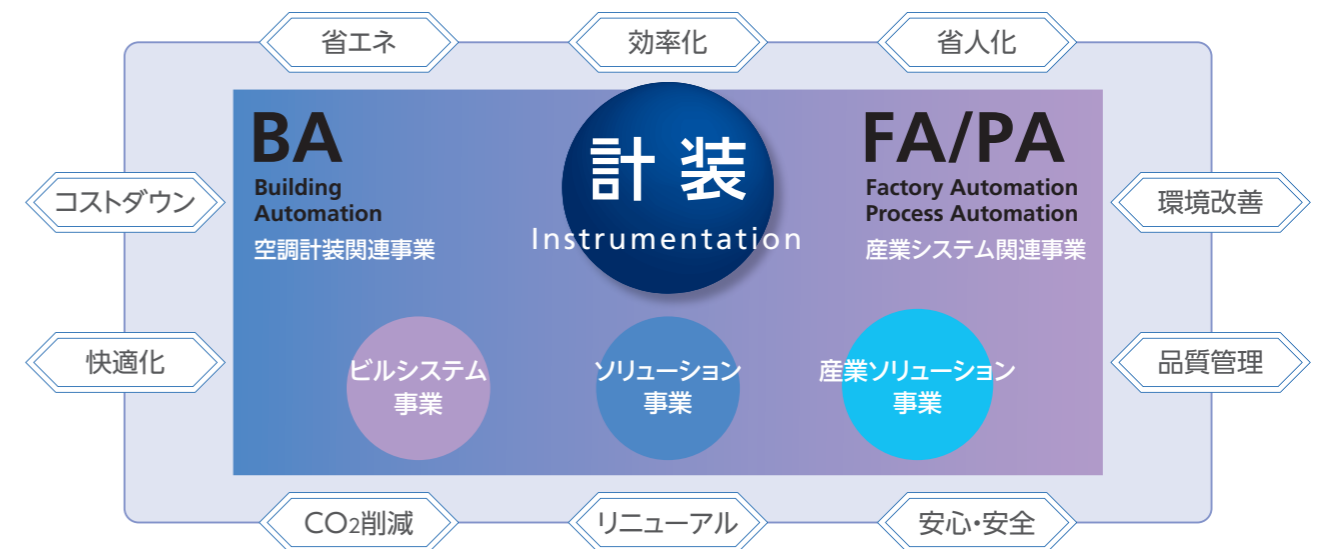 省エネ
効率化
省人化
BA
Building
Automation
空調計装関連事業
計装
Instrumentation
FA/PA
Factory Automation
Process Automation
産業システム関連事業
コストダウン
環境改善
快適化
品質管理
ビルシステム
事業
ソリューション
事業
産業ソリューション
事業
CO2削減
リニューアル
安心・安全